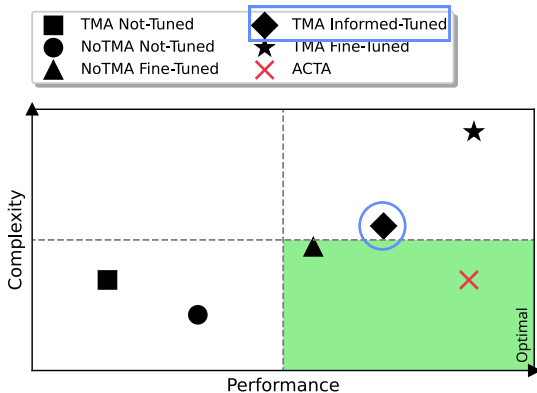 TMA Not-Tuned
NoTMA Not-Tuned
NoTMA Fine-Tuned
TMA Informed-Tuned
TMA Fine-Tuned
ACTA
Complexity
Optimal
Performance